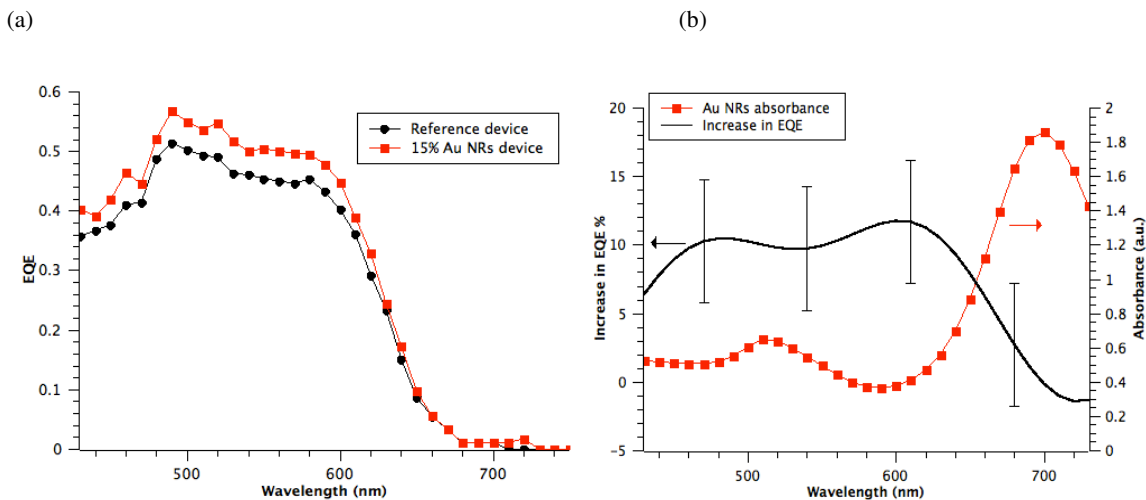 (a)
(b)
0.6
0.5
0.4
0.3
0.2
0.1
0
EQE
500
600
700
Wavelength (nm)
Reference device
15% Au NRs device
20
15
10
5
0
−5
Increase in EQE %
Au NRs absorbance
Increase in EQE
2
1.8
1.6
1.4
1.2
1
0.8
0.6
0.4
0.2
0
Absorbance (a.u.)
500
600
700
Wavelength (nm)